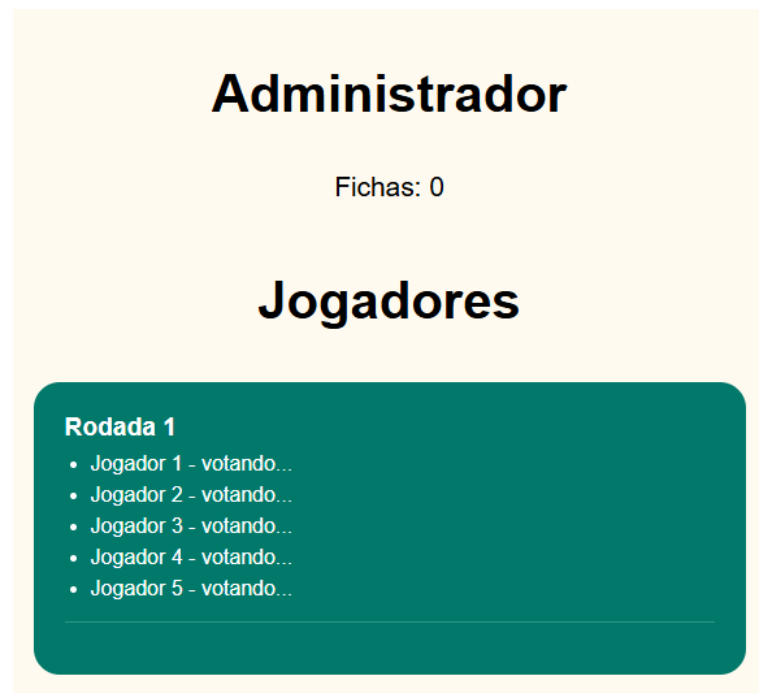 Administrador
Fichas: 0
Jogadores
Rodada 1
• Jogador 1 - votando...
• Jogador 2 - votando...
• Jogador 3 - votando...
• Jogador 4 - votando...
• Jogador 5 - votando...